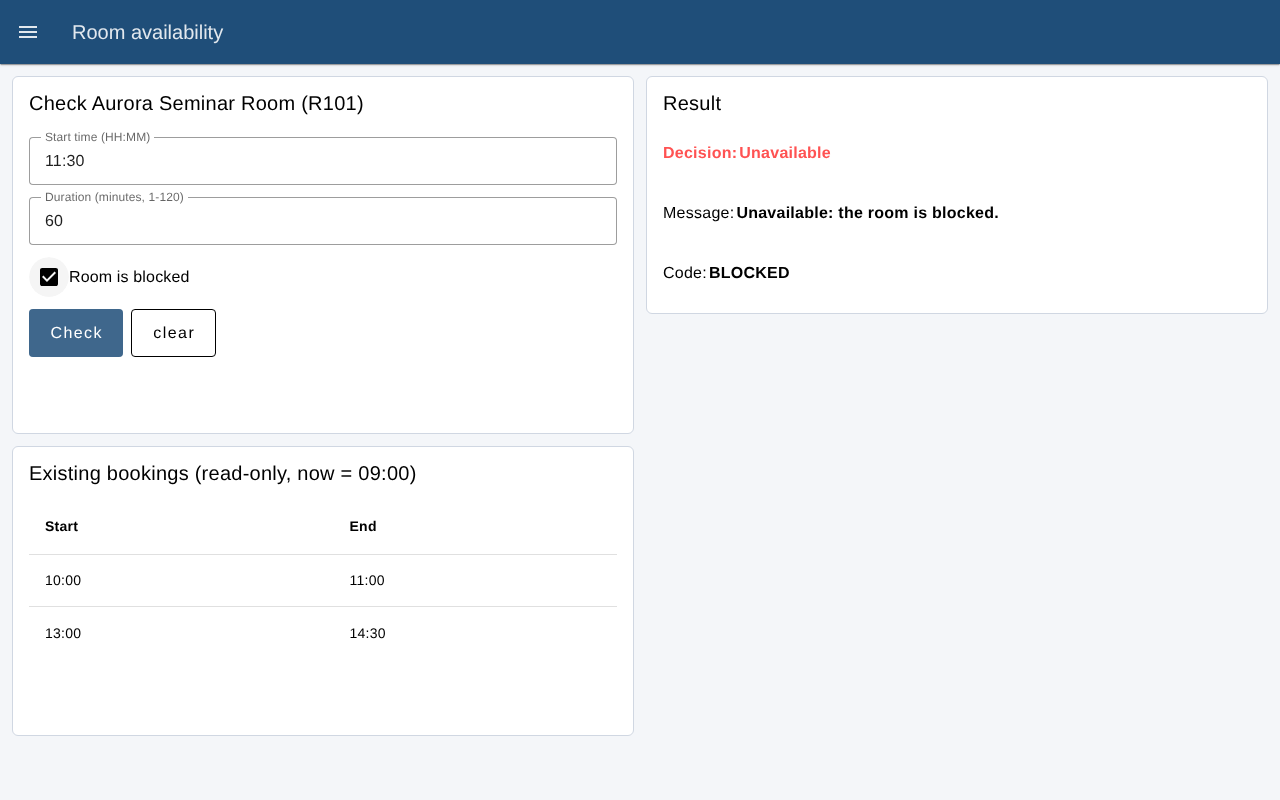 Room availability
Check Aurora Seminar Room (R101)
Start time (HH:MM)
11:30
Duration (minutes, 1-120)
60
Room is blocked
Check
clear
Existing bookings (read-only, now = 09:00)
Start End
10:00 11:00
13:00 14:30
Result
Decision: Unavailable
Message: Unavailable: the room is blocked.
Code: BLOCKED